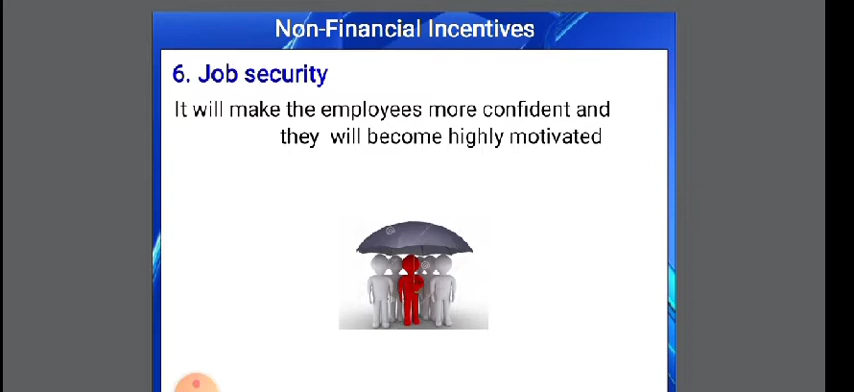 Non-Financial Incentives
6. Job security
It will make the employees more confident and
they will become highly motivated